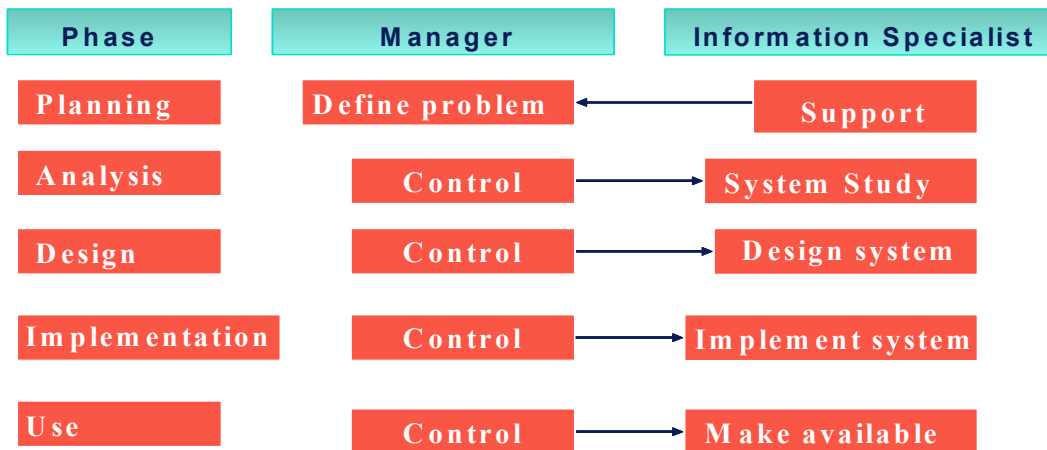 Phase Manager Information Specialist
Planning Define problem Support
Analysis Control System Study
Design Control Design system
Implementation Control Implement system
Use Control Make available